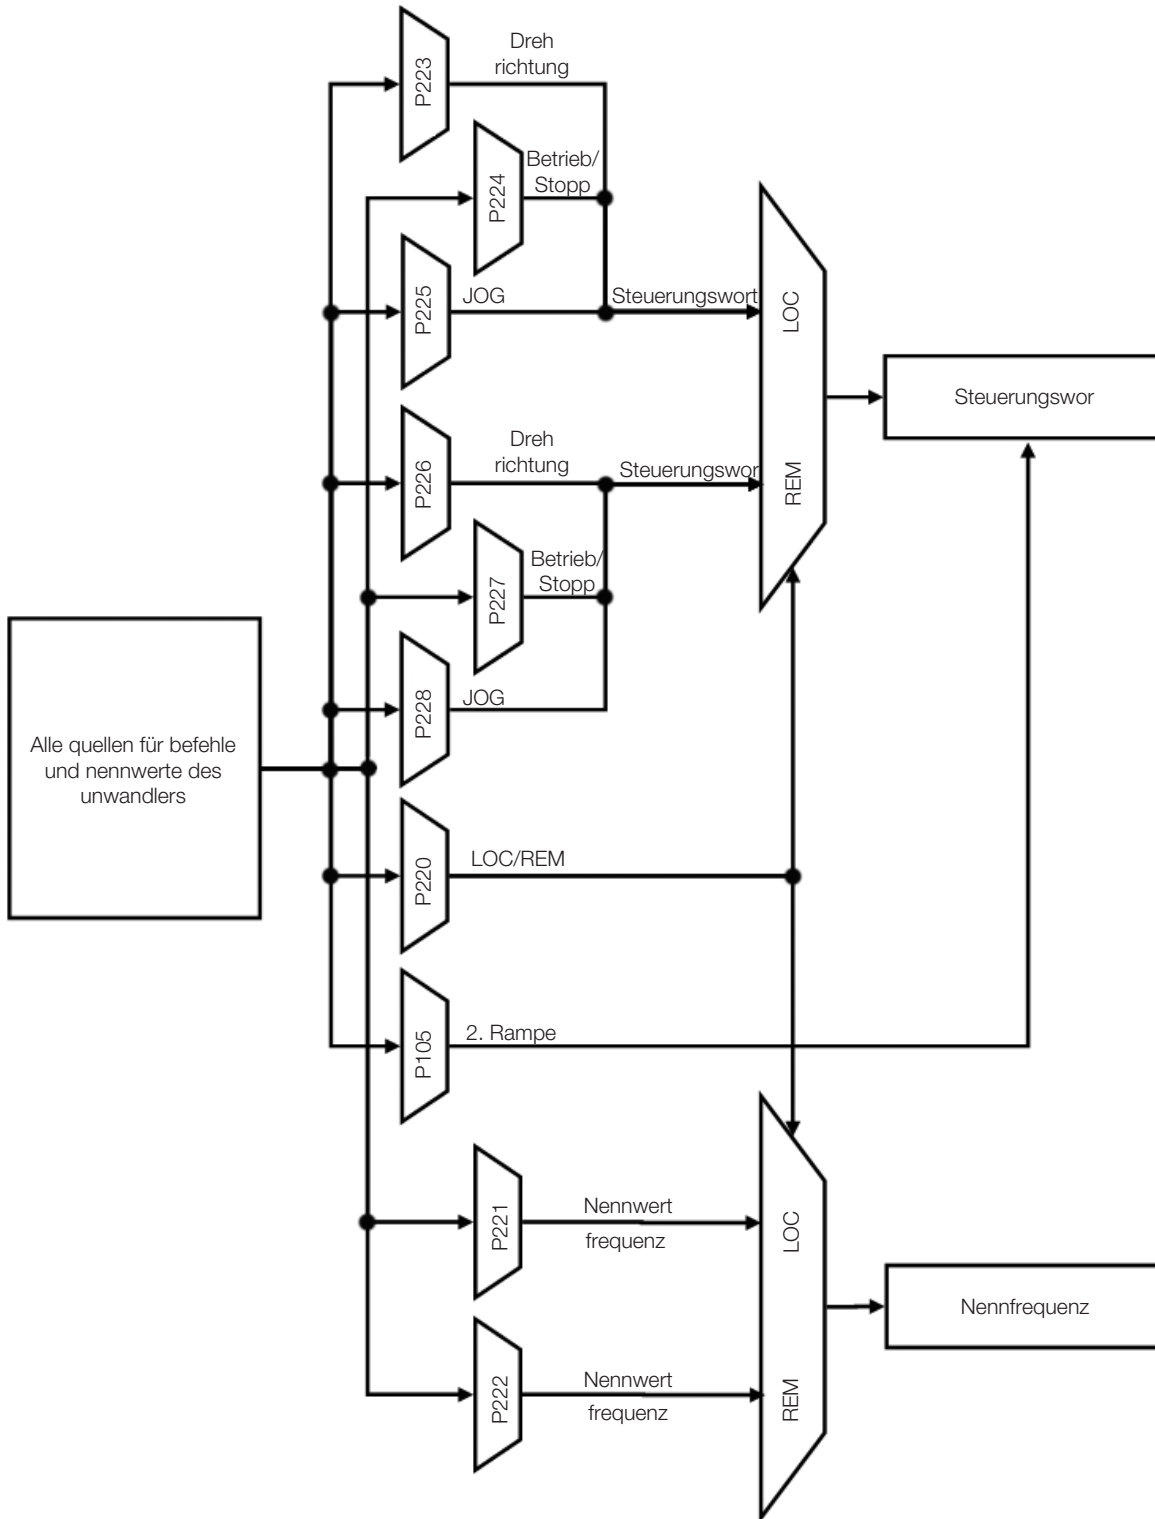 P223
Dreh
richtung
P224
Betrieb/
Stopp
P225
JOG
Steuerungswort
LOC
Steuerungswor
P226
Dreh
richtung
Steuerungswor
REM
P227
Betrieb/
Stopp
P228
JOG
Alle quellen für befehle
und nennwerte des
unwandlers
P220
LOC/REM
P105
2. Rampe
P221
Nennwert
frequenz
LOC
Nennfrequenz
P222
Nennwert
frequenz
REM